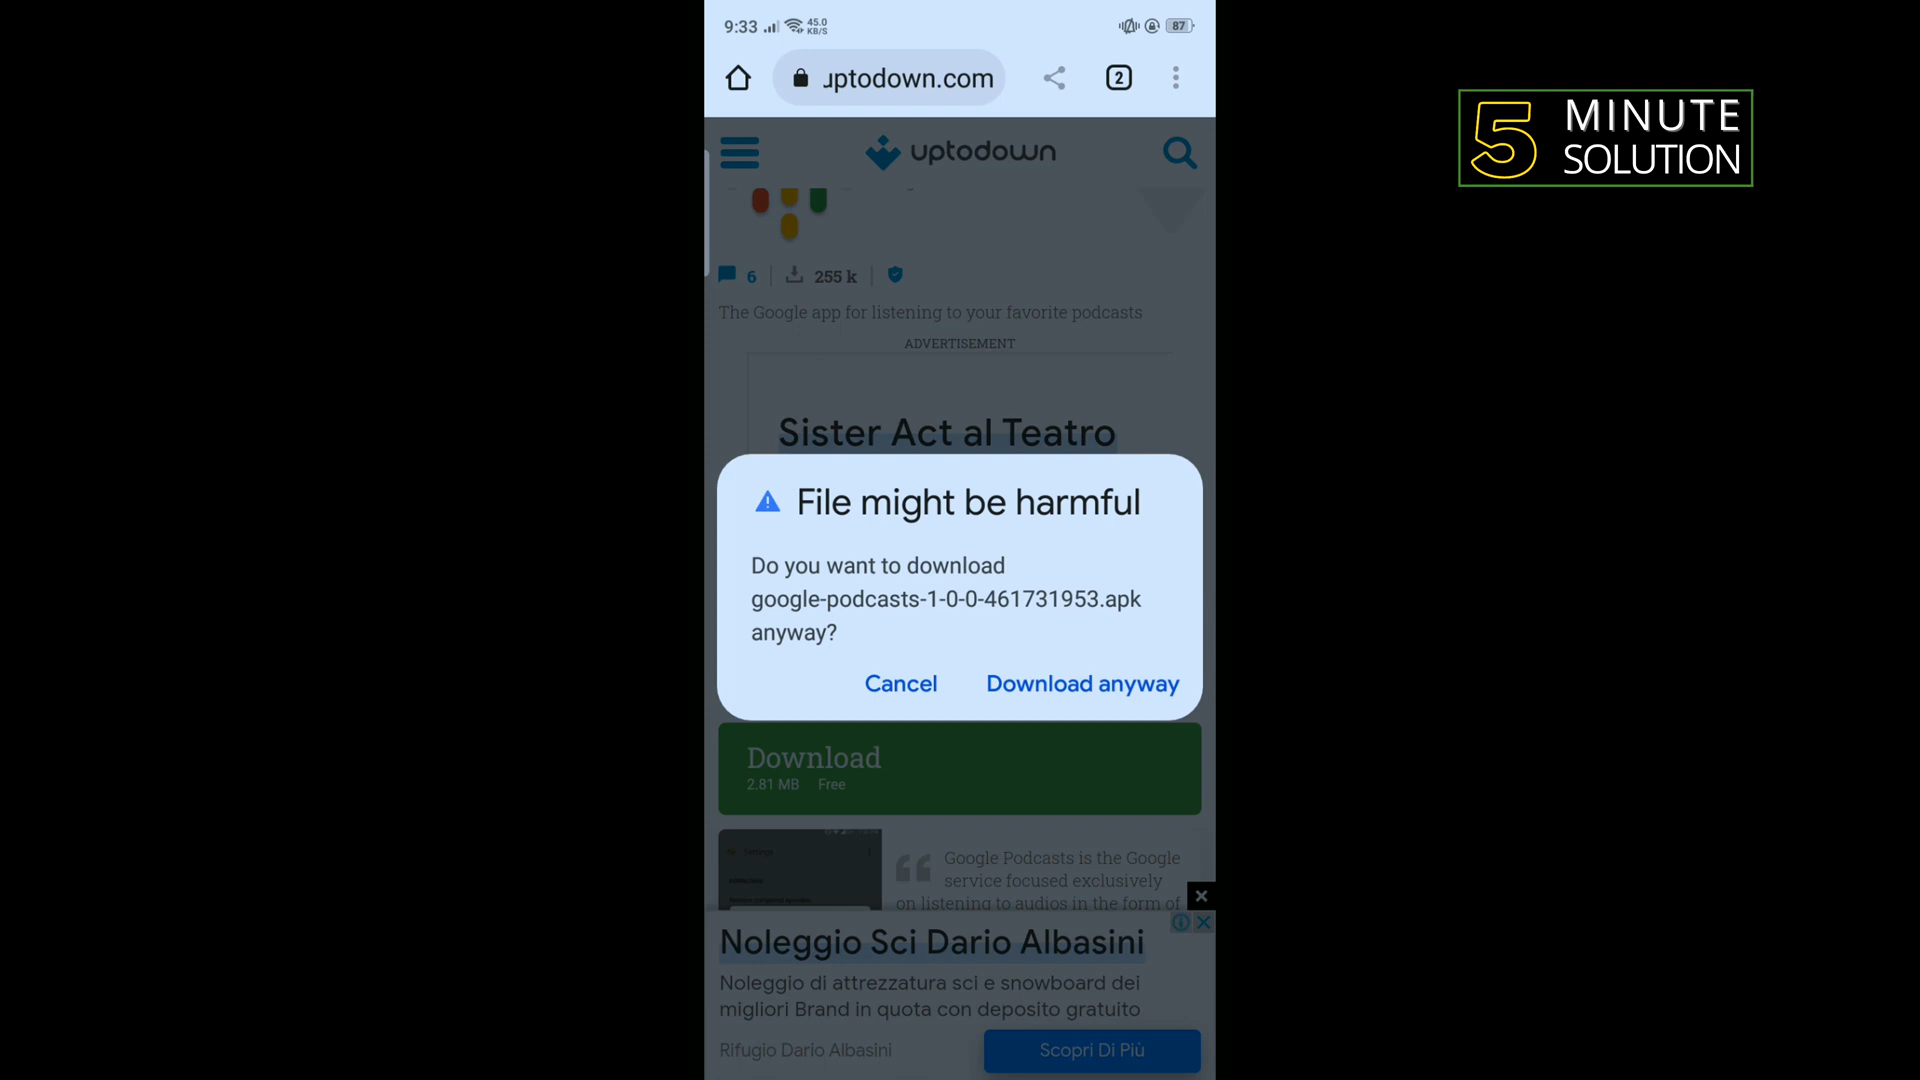 9:33 45.0 KB/S 87
uptodown.com 2
5 MINUTE SOLUTION
uptodown
6 255 k
The Google app for listening to your favorite podcasts
ADVERTISEMENT
Sister Act al Teatro
File might be harmful
Do you want to download
google-podcasts-1-0-0-461731953.apk
anyway?
Cancel Download anyway
Download
2.81 MB Free
Settings
Google Podcasts is the Google
service focused exclusively
on listening to audios in the form of
Noleggio Sci Dario Albasini
Noleggio di attrezzatura sci e snowboard dei
migliori Brand in quota con deposito gratuito
Rifugio Dario Albasini Scopri Di Più